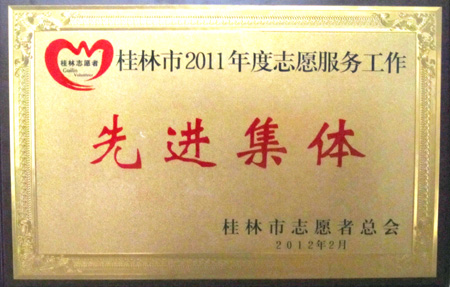 桂林志愿者
Guilin
Volunteers
桂林市2011年度志愿服务工作
先进集体
桂林市志愿者总会
2012年2月